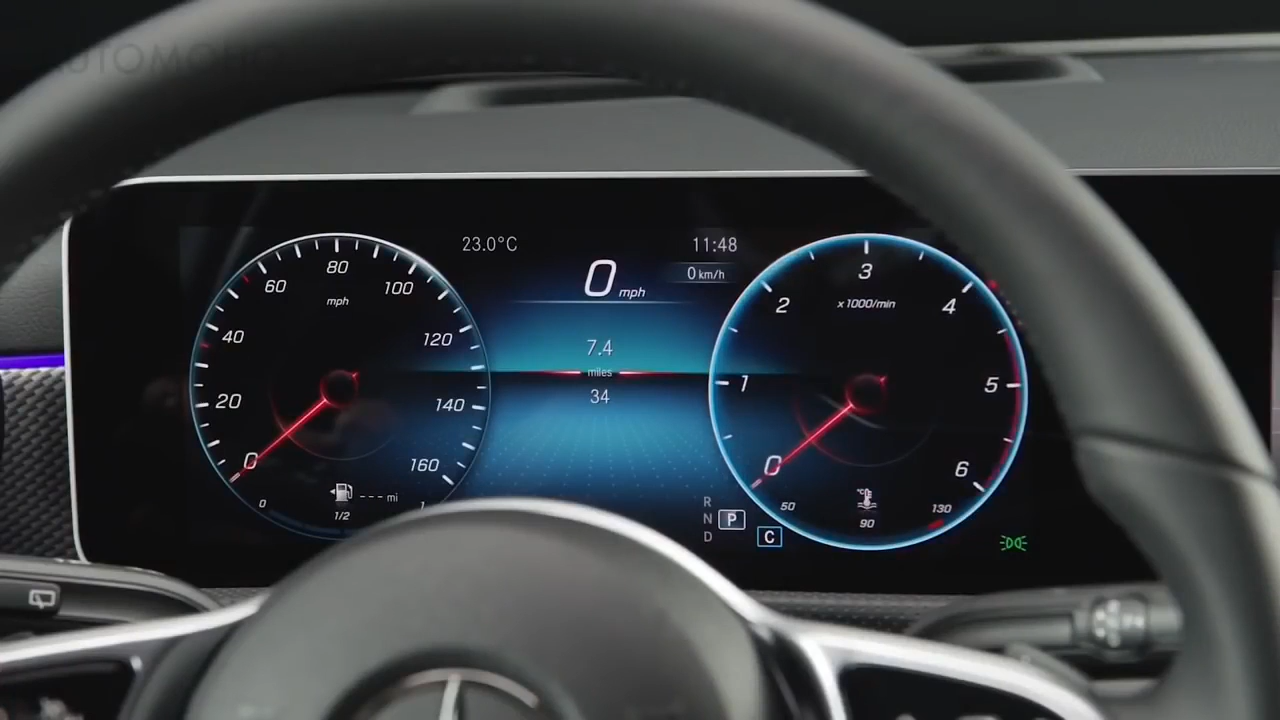 23.0°C
11:48
0 mph
0 km/h
7.4
miles
34
80
60
100
mph
40
120
20
140
0
160
0
1/2
1
--- mi
3
2
4
x1000/min
1
5
0
6
50
°C
90
130
R
N
D
P
C